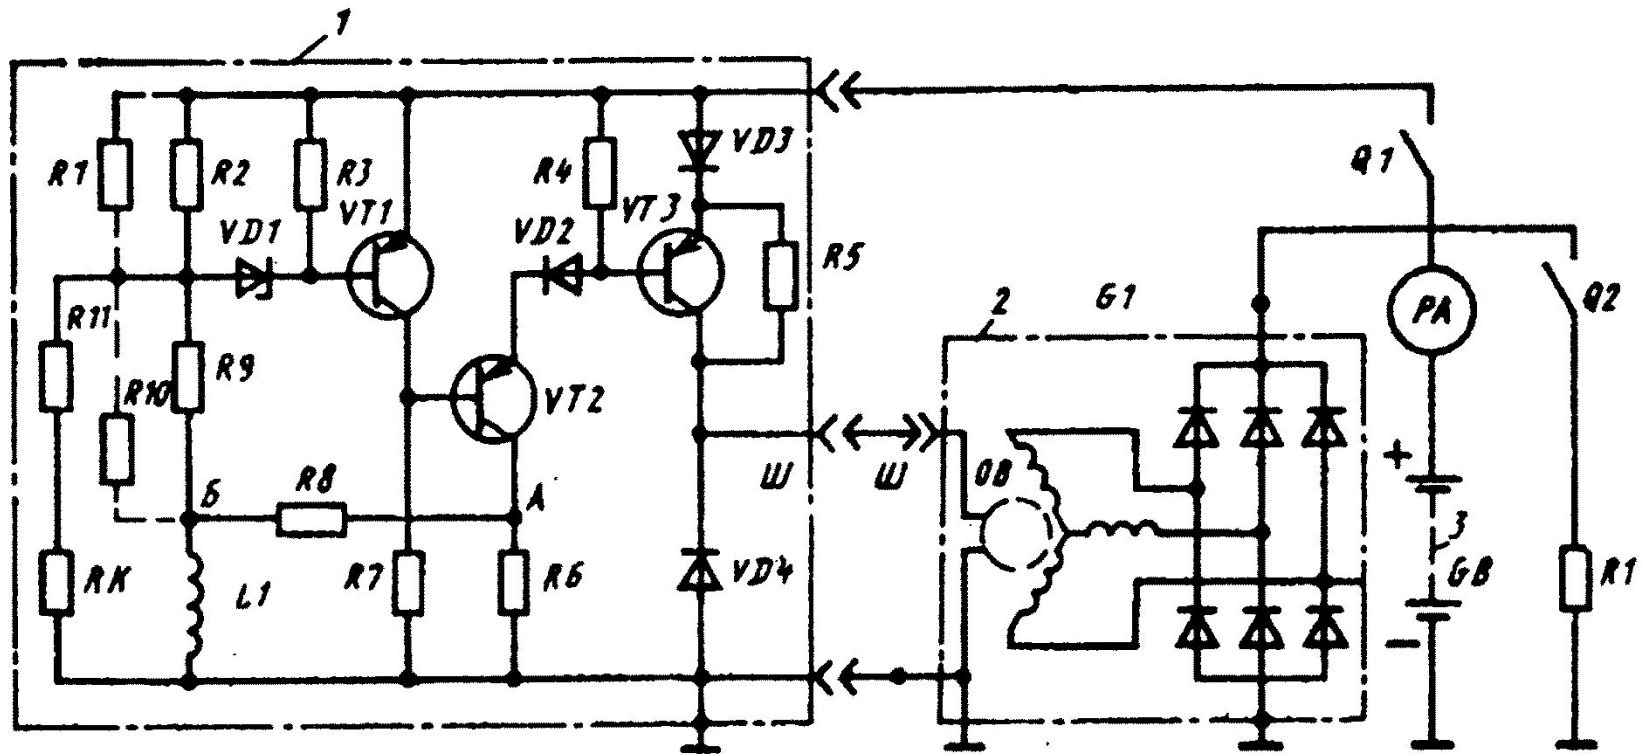 1
R1
R2
R3
VT1
VD1
R4
VT3
VD3
VD2
R5
Q1
PA
Q2
2
G1
R11
R10
R9
VT2
Ш
Ш
ОВ
+
3
GB
R1
Б
R8
А
RK
L1
R7
R6
VD4
−